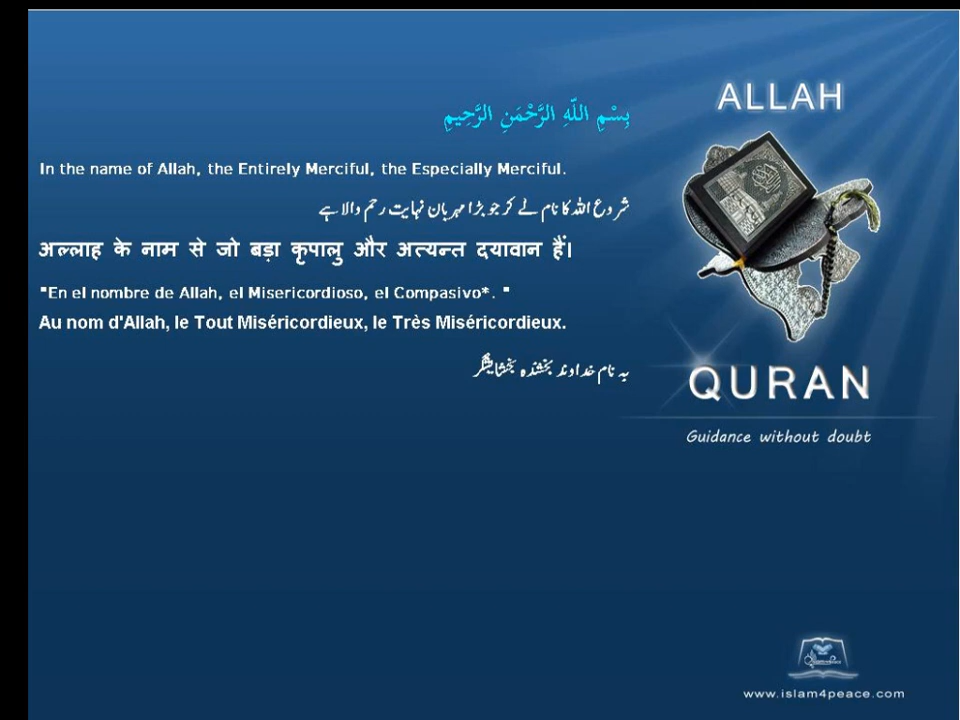 بِسْمِ اللَّهِ الرَّحْمَنِ الرَّحِيمِ
In the name of Allah, the Entirely Merciful, the Especially Merciful.
شروع الله کا نام لے کر جو بڑا مہربان نہایت رحم والا ہے
अल्लाह के नाम से जो बड़ा कृपालु और अत्यन्त दयावान हैं।
"En el nombre de Allah, el Misericordioso, el Compasivo*. "
Au nom d'Allah, le Tout Miséricordieux, le Très Miséricordieux.
به نام خداوند بخشنده بخشایشگر
ALLAH
QURAN
Guidance without doubt
www.islam4peace.com